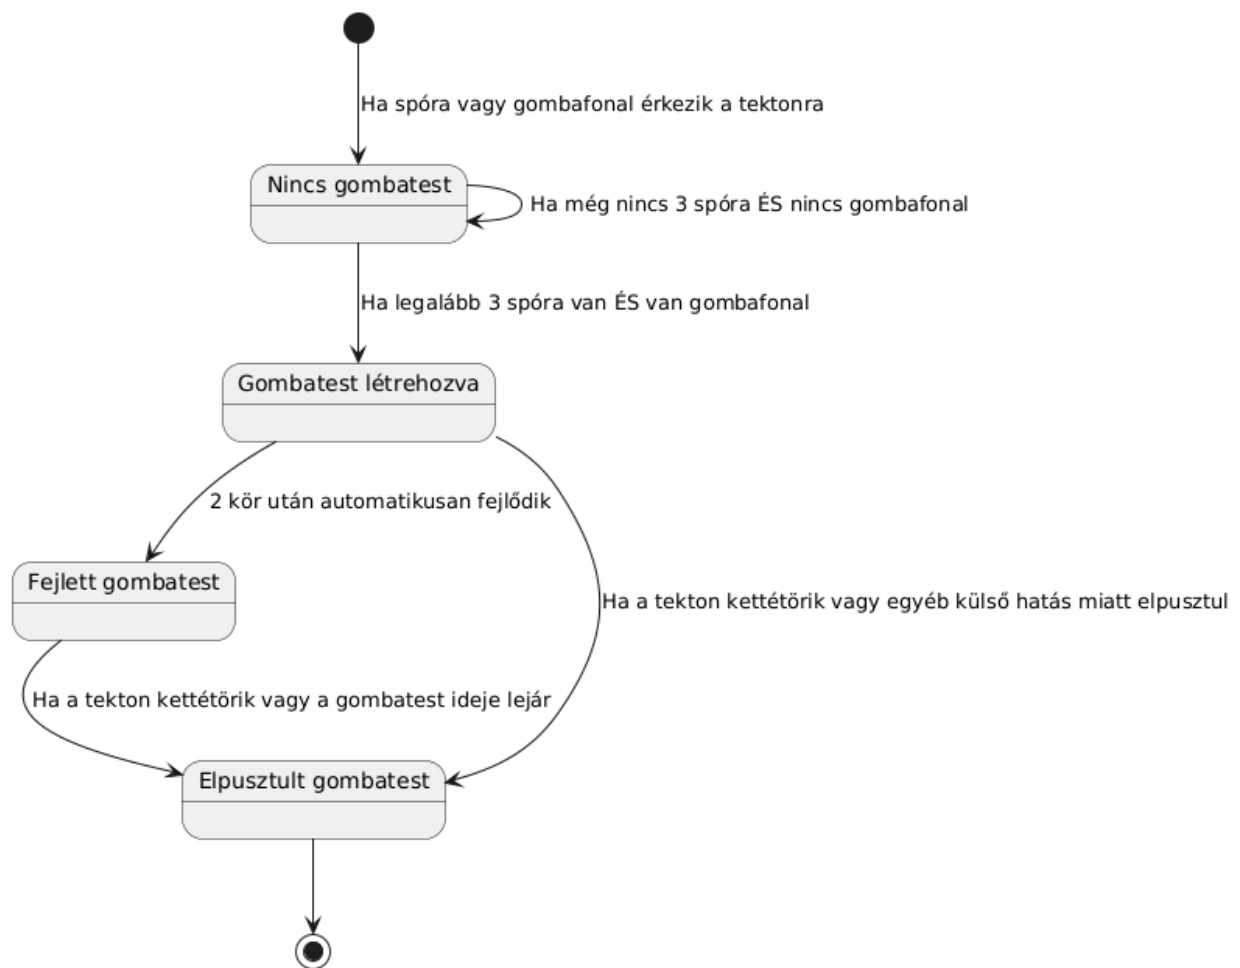 Ha spóra vagy gombafonal érkezik a tektonra
Nincs gombatest
Ha még nincs 3 spóra ÉS nincs gombafonal
Ha legalább 3 spóra van ÉS van gombafonal
Gombatest létrehozva
2 kör után automatikusan fejlődik
Fejlett gombatest
Ha a tekton kettétörik vagy egyéb külső hatás miatt elpusztul
Ha a tekton kettétörik vagy a gombatest ideje lejár
Elpusztult gombatest